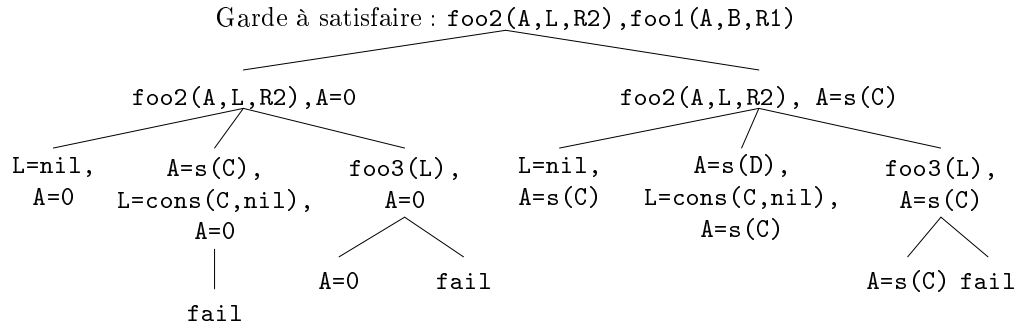 Garde à satisfaire : foo2(A,L,R2),foo1(A,B,R1)
foo2(A,L,R2),A=0
foo2(A,L,R2), A=s(C)
L=nil,
A=0
A=s(C),
L=cons(C,nil),
A=0
foo3(L),
A=0
L=nil,
A=s(C)
A=s(D),
L=cons(C,nil),
A=s(C)
foo3(L),
A=s(C)
fail
A=0
fail
A=s(C)
fail